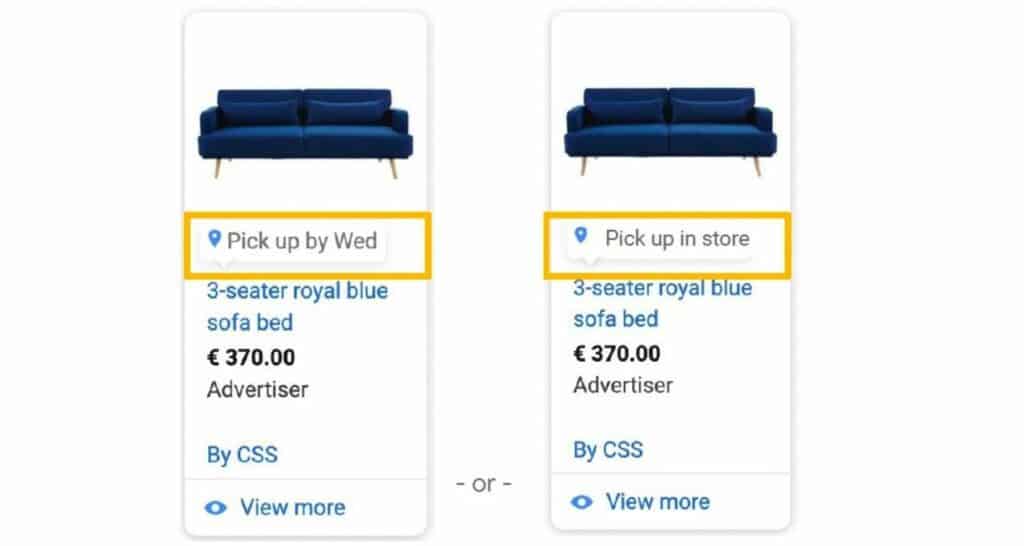 Pick up by Wed
3-seater royal blue
sofa bed
€ 370.00
Advertiser
By CSS
View more
- or -
Pick up in store
3-seater royal blue
sofa bed
€ 370.00
Advertiser
By CSS
View more